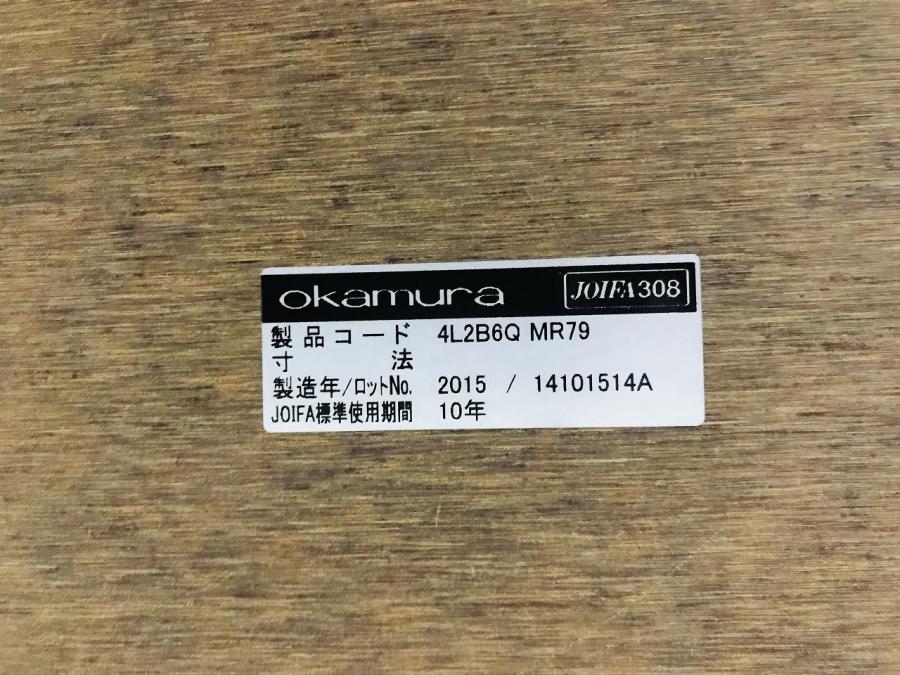 okamura JOIFA308
製品コード 4L2B6Q MR79
寸法
製造年/ロットNo. 2015 / 14101514A
JOIFA標準使用期間 10年